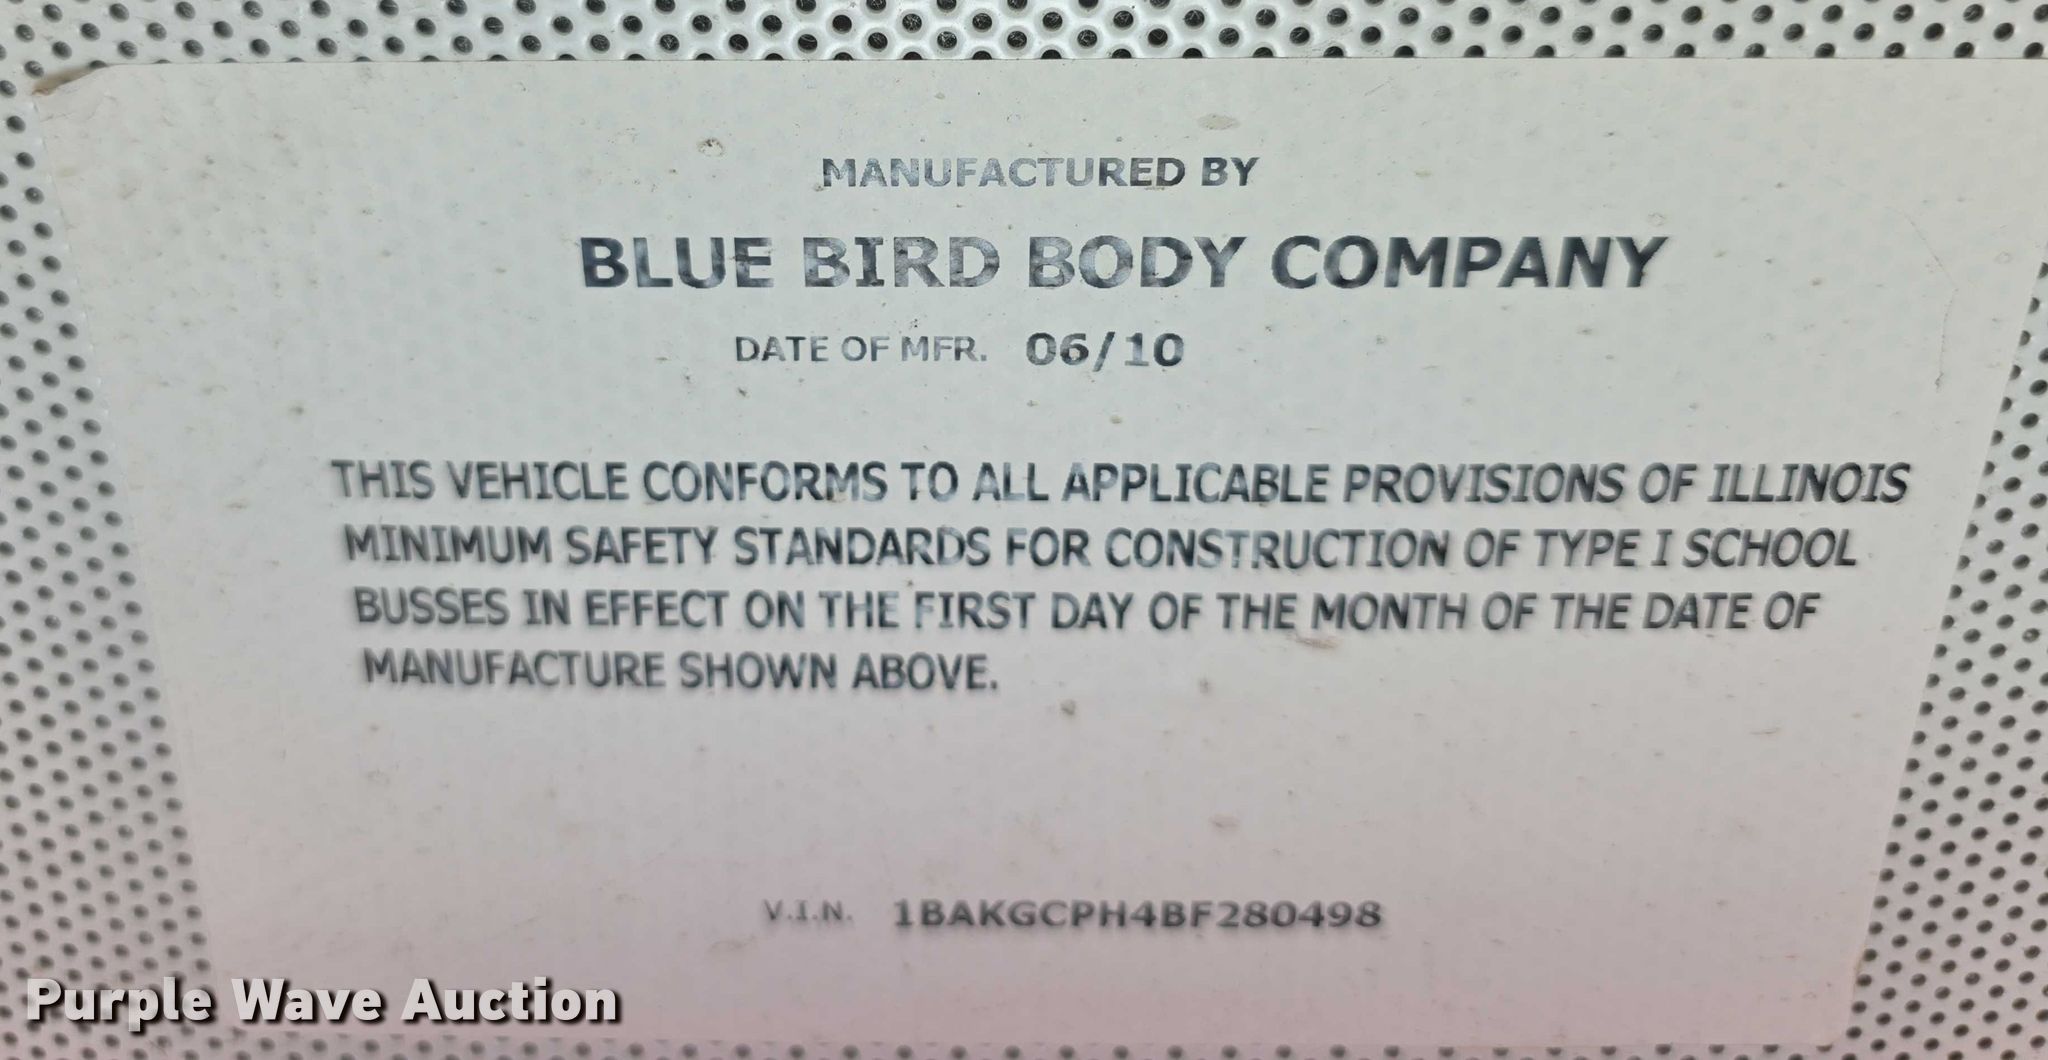 MANUFACTURED BY
BLUE BIRD BODY COMPANY
DATE OF MFR. 06/10
THIS VEHICLE CONFORMS TO ALL APPLICABLE PROVISIONS OF ILLINOIS
MINIMUM SAFETY STANDARDS FOR CONSTRUCTION OF TYPE I SCHOOL
BUSSES IN EFFECT ON THE FIRST DAY OF THE MONTH OF THE DATE OF
MANUFACTURE SHOWN ABOVE.
V.I.N. 1BAKGCPH4BF280498
Purple Wave Auction